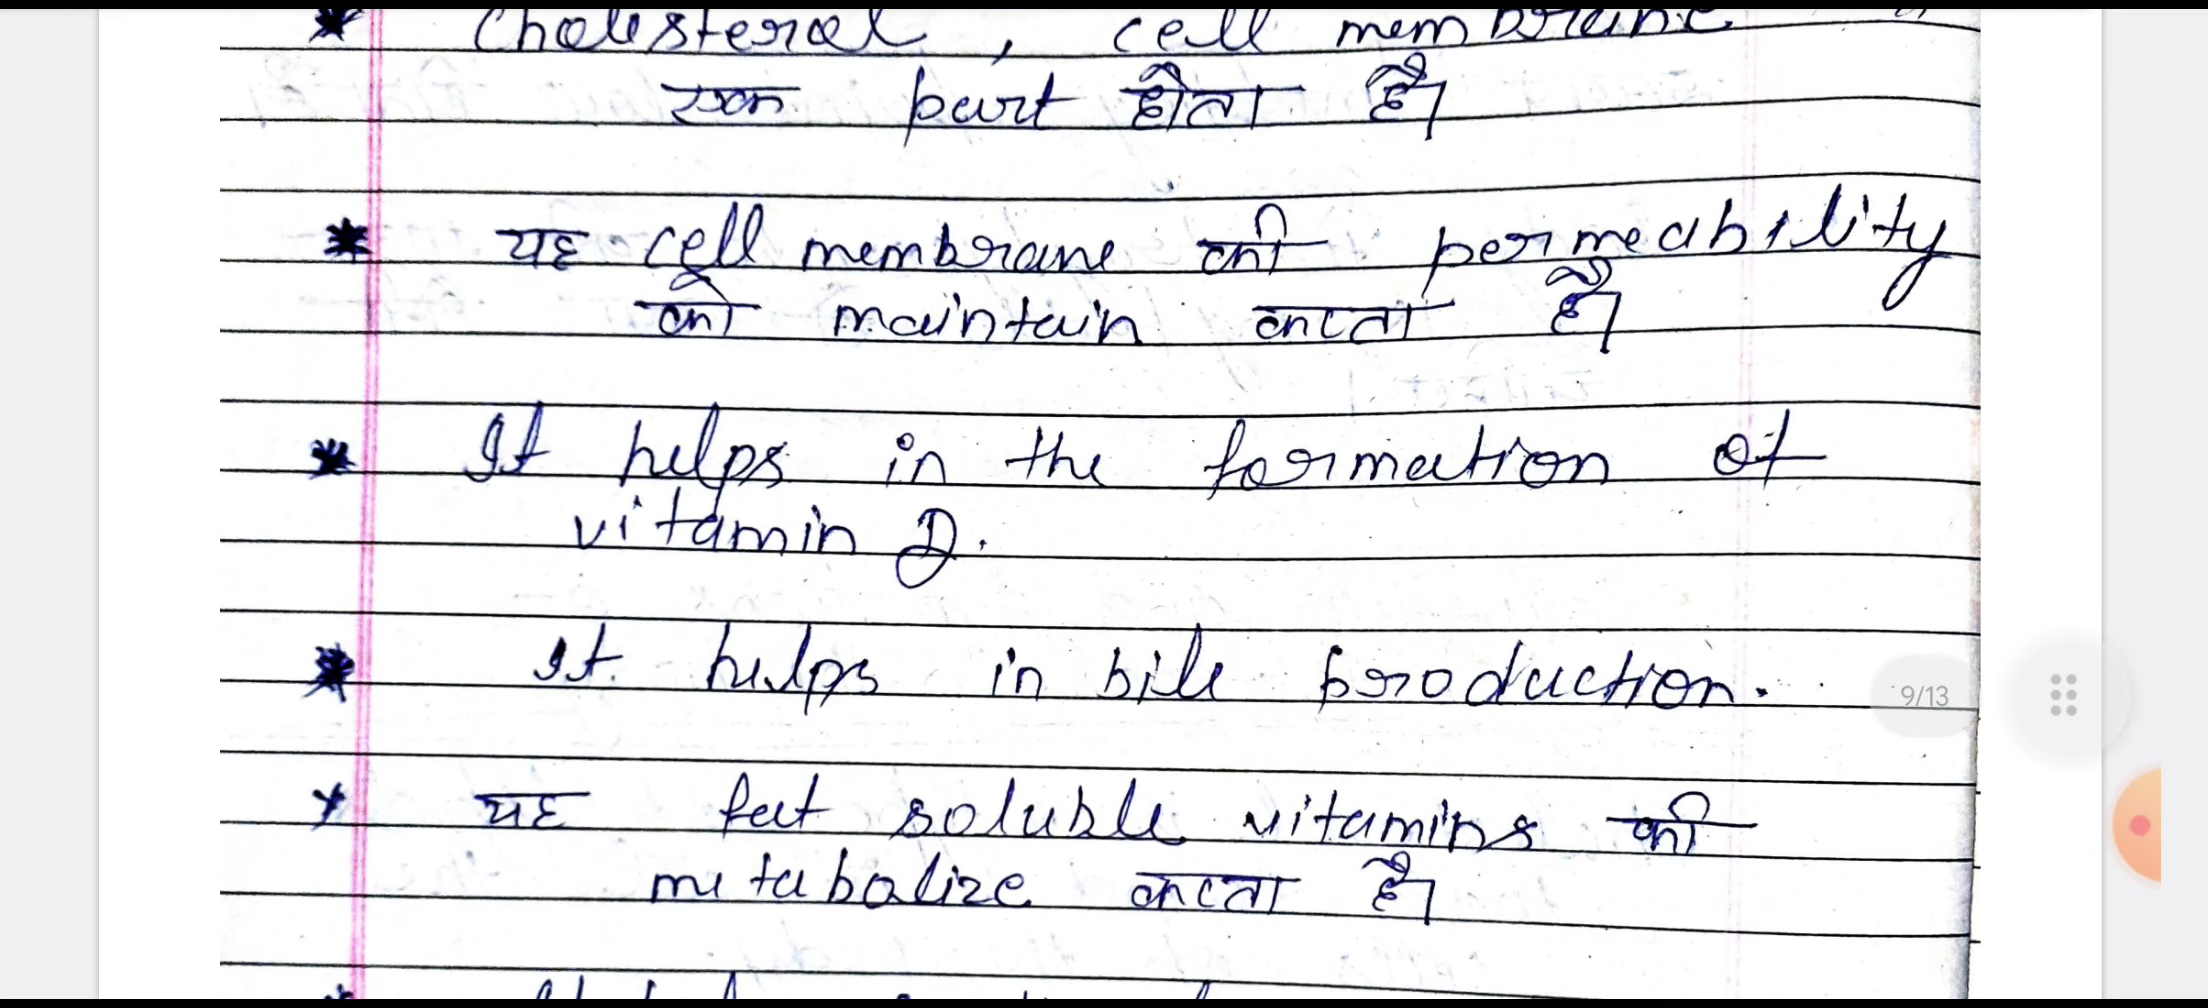 * Cholesterol, cell membrane
एक part होता है।
* यह cell membrane की permeability
को maintain करता है।
* It helps in the formation of
vitamin D.
* It helps in bile production.
9/13
* यह fat soluble vitamins को
metabolize करता है।